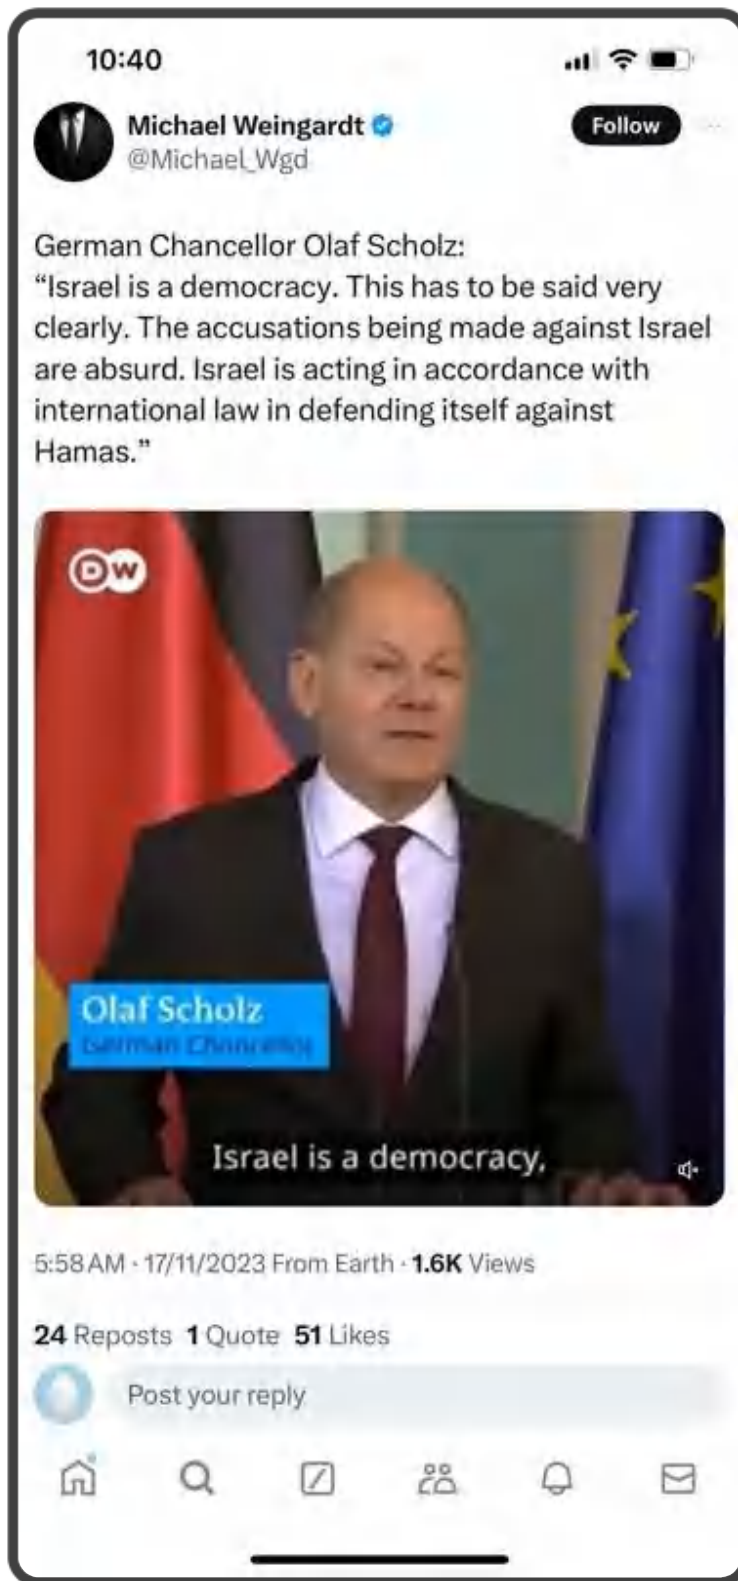 10:40
Michael Weingardt
Follow
@Michael_Wgd
German Chancellor Olaf Scholz:
“Israel is a democracy. This has to be said very
clearly. The accusations being made against Israel
are absurd. Israel is acting in accordance with
international law in defending itself against
Hamas.”
DW
Olaf Scholz
German Chancellor
Israel is a democracy,
5:58 AM · 17/11/2023 From Earth · 1.6K Views
24 Reposts 1 Quote 51 Likes
Post your reply